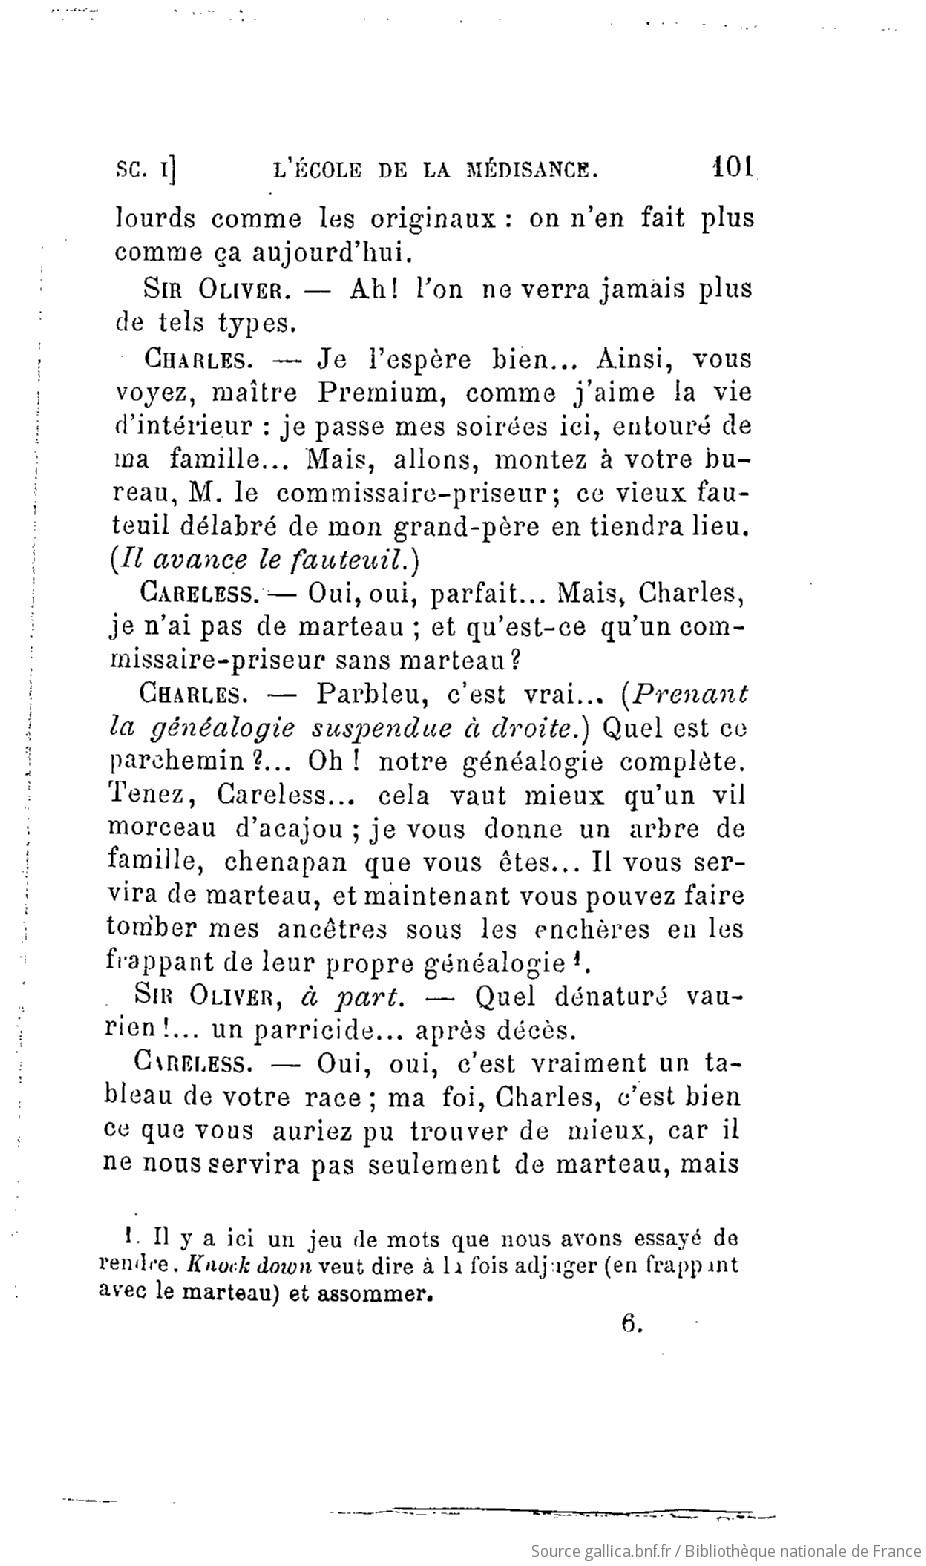 SC. I] L'ÉCOLE DE LA MÉDISANCE. 101
lourds comme les originaux : on n'en fait plus
comme ça aujourd'hui.
SIR OLIVER. — Ah! l'on ne verra jamais plus
de tels types.
CHARLES. — Je l'espère bien... Ainsi, vous
voyez, maître Premium, comme j'aime la vie
d'intérieur : je passe mes soirées ici, entouré de
ma famille... Mais, allons, montez à votre bu-
reau, M. le commissaire-priseur; ce vieux fau-
teuil délabré de mon grand-père en tiendra lieu.
(Il avance le fauteuil.)
CARELESS. — Oui, oui, parfait... Mais, Charles,
je n'ai pas de marteau ; et qu'est-ce qu'un com-
missaire-priseur sans marteau ?
CHARLES. — Parbleu, c'est vrai... (Prenant
la généalogie suspendue à droite.) Quel est ce
parchemin ?... Oh ! notre généalogie complète.
Tenez, Careless... cela vaut mieux qu'un vil
morceau d'acajou ; je vous donne un arbre de
famille, chenapan que vous êtes... Il vous ser-
vira de marteau, et maintenant vous pouvez faire
tomber mes ancêtres sous les enchères en les
frappant de leur propre généalogie ¹.
SIR OLIVER, à part. — Quel dénaturé vau-
rien !... un parricide... après décès.
CARELESS. — Oui, oui, c'est vraiment un ta-
bleau de votre race ; ma foi, Charles, c'est bien
ce que vous auriez pu trouver de mieux, car il
ne nous servira pas seulement de marteau, mais
1. Il y a ici un jeu de mots que nous avons essayé de
rendre. Knock down veut dire à la fois adjuger (en frappant
avec le marteau) et assommer.
6.
Source gallica.bnf.fr / Bibliothèque nationale de France